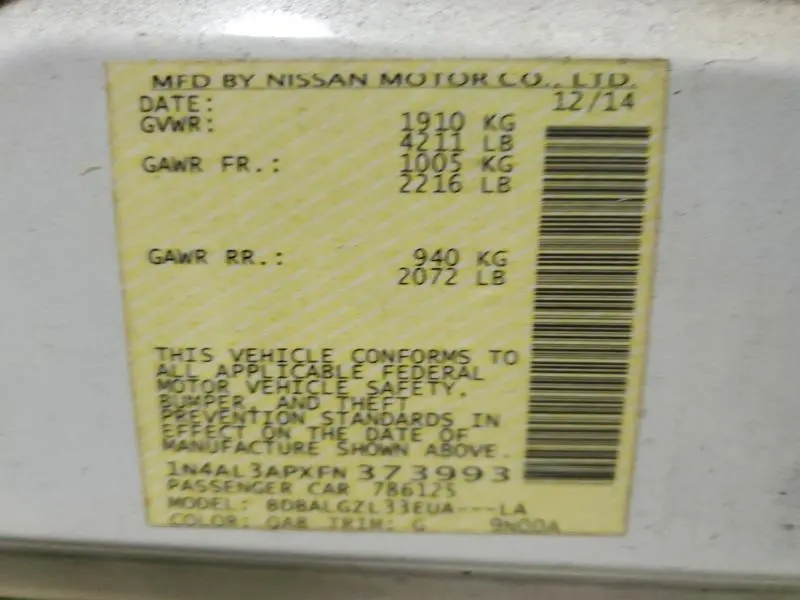 MFD BY NISSAN MOTOR CO., LTD.
DATE: 12/14
GVWR: 1910 KG
4211 LB
GAWR FR.: 1005 KG
2216 LB
GAWR RR.: 940 KG
2072 LB
THIS VEHICLE CONFORMS TO
ALL APPLICABLE FEDERAL
MOTOR VEHICLE SAFETY,
BUMPER, AND THEFT
PREVENTION STANDARDS IN
EFFECT ON THE DATE OF
MANUFACTURE SHOWN ABOVE.
1N4AL3APXFN 373993
PASSENGER CAR 786125
MODEL: BDBALGZL33EUA---LA
COLOR: QAB TRIM: G 9N00A